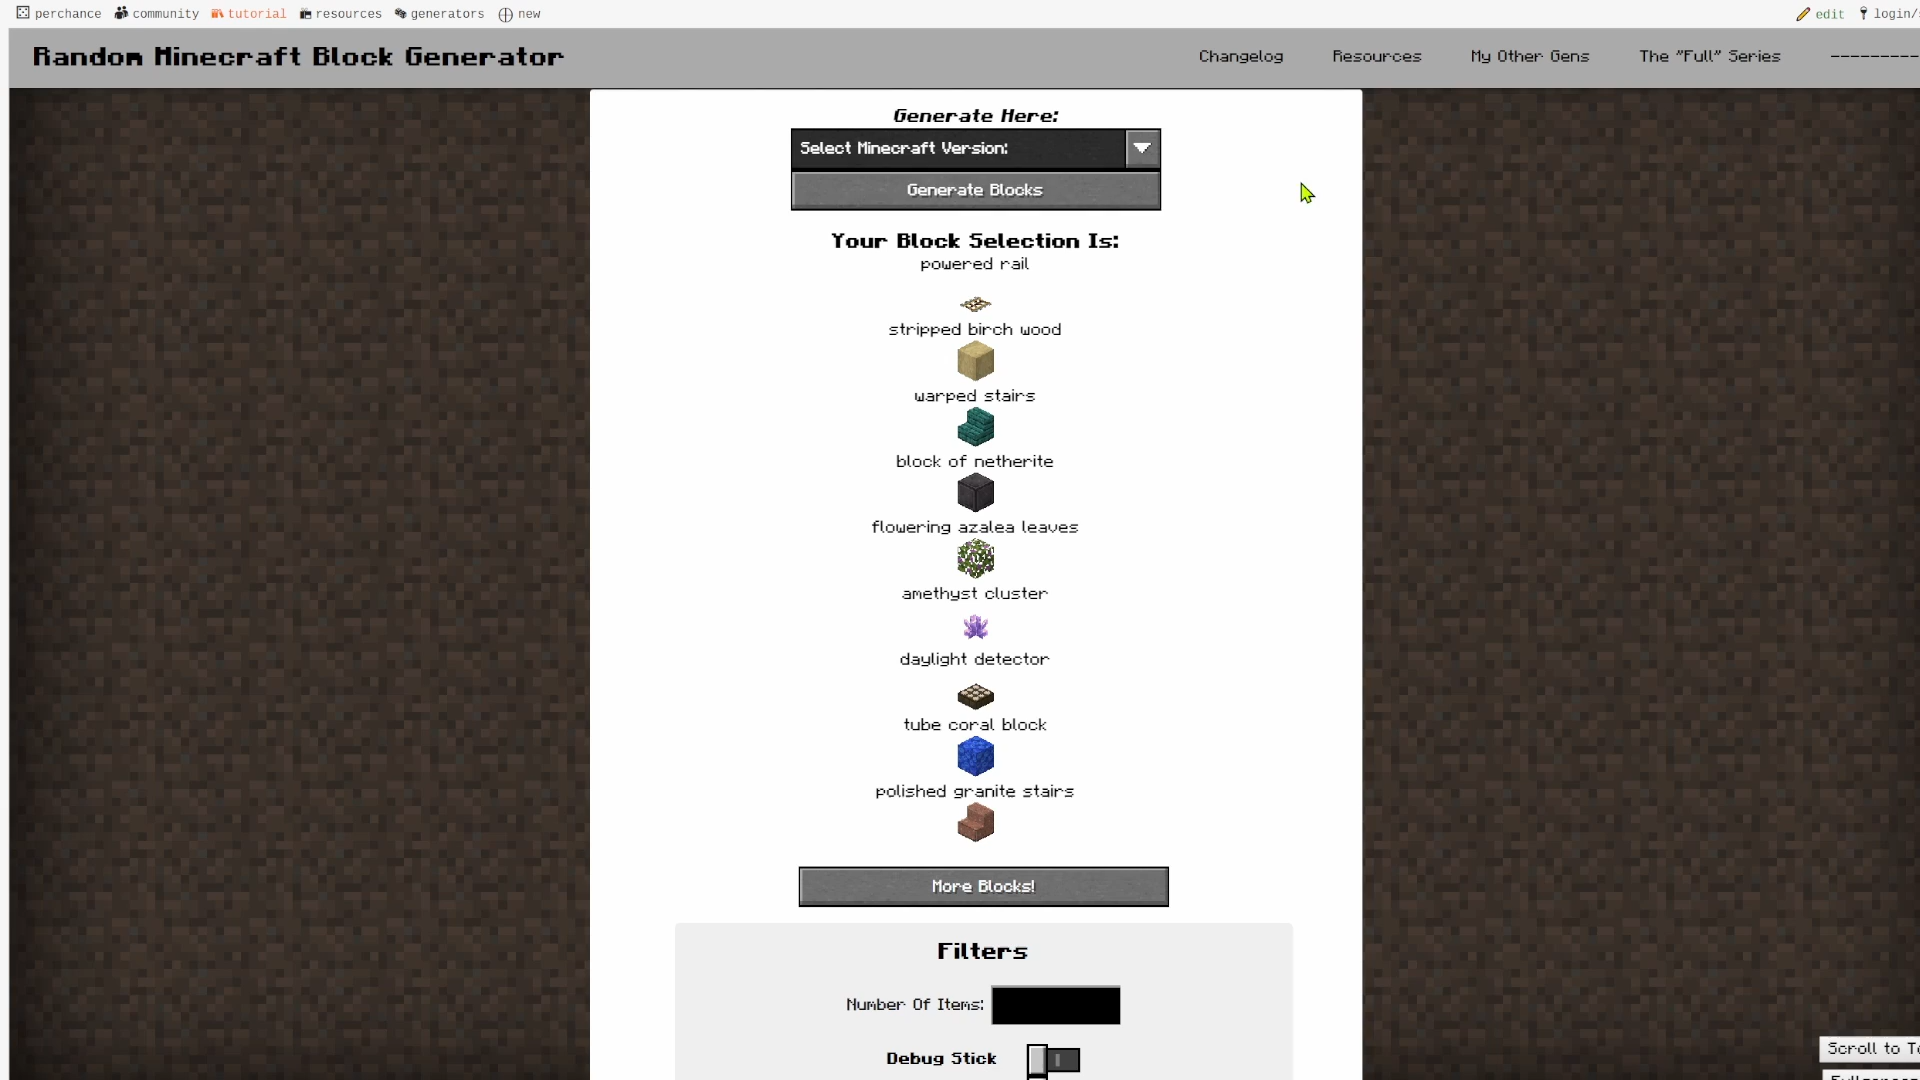 perchance community tutorial resources generators new edit login/
Random Minecraft Block Generator Changelog Resources My Other Gens The "Full" Series ---------
Generate Here:
Select Minecraft Version:
Generate Blocks
Your Block Selection Is:
powered rail
stripped birch wood
warped stairs
block of netherite
flowering azalea leaves
amethyst cluster
daylight detector
tube coral block
polished granite stairs
More Blocks!
Filters
Number Of Items:
Debug Stick
Scroll to